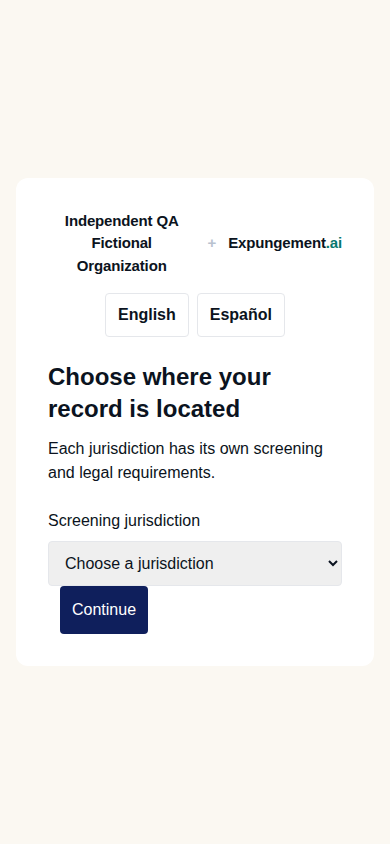 Independent QA
Fictional
Organization
+ Expungement.ai
English Español
Choose where your
record is located
Each jurisdiction has its own screening
and legal requirements.
Screening jurisdiction
Choose a jurisdiction
Continue